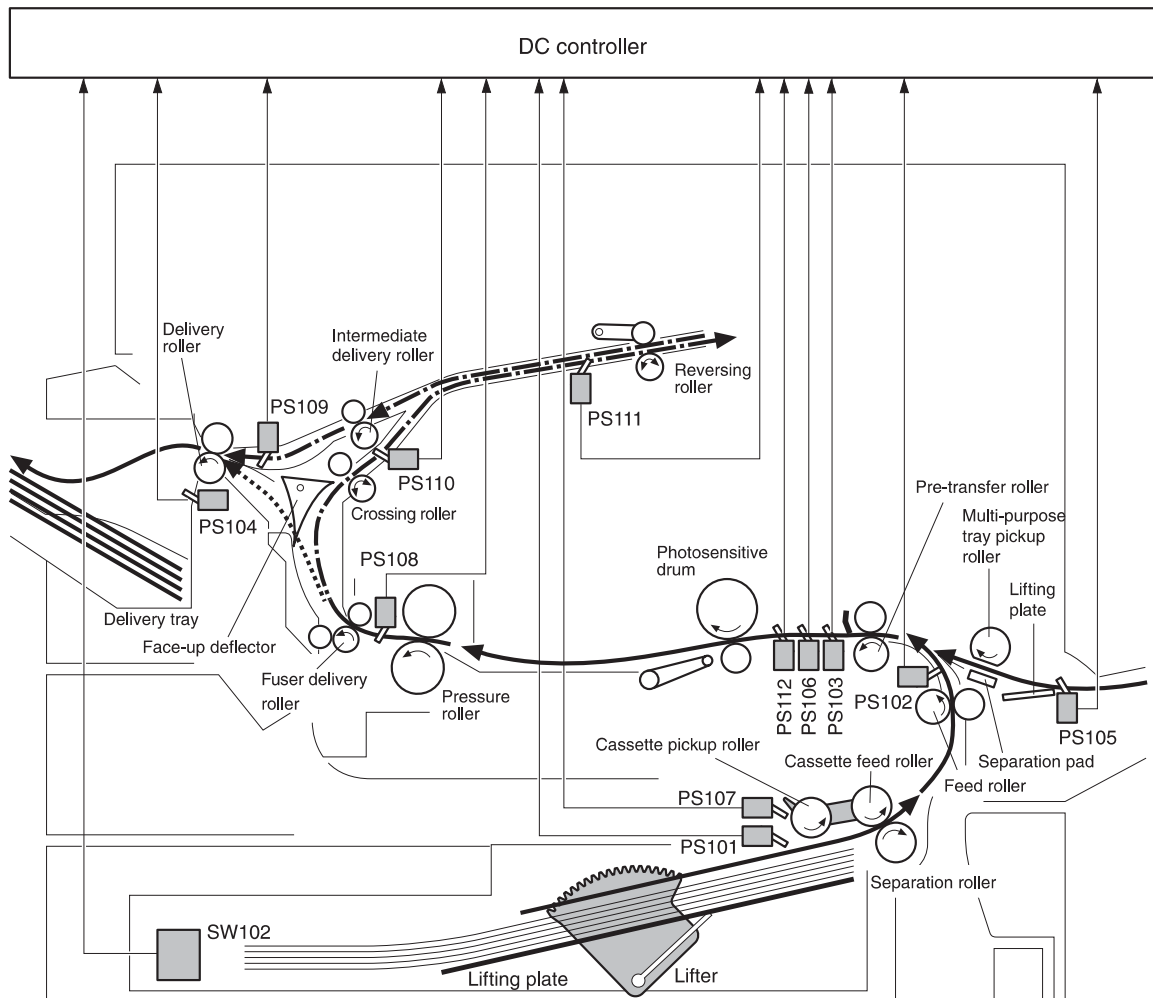 DC controller
Delivery
roller
Intermediate
delivery roller
Reversing
roller
PS109
PS111
PS110
Pre-transfer roller
PS104
Crossing roller
Multi-purpose
tray pickup
roller
PS108
Photosensitive
drum
Lifting
plate
Delivery tray
Face-up deflector
Fuser delivery
roller
Pressure
roller
PS112
PS106
PS103
PS102
PS105
Cassette pickup roller
Cassette feed roller
Separation pad
Feed roller
PS107
PS101
Separation roller
SW102
Lifting plate
Lifter